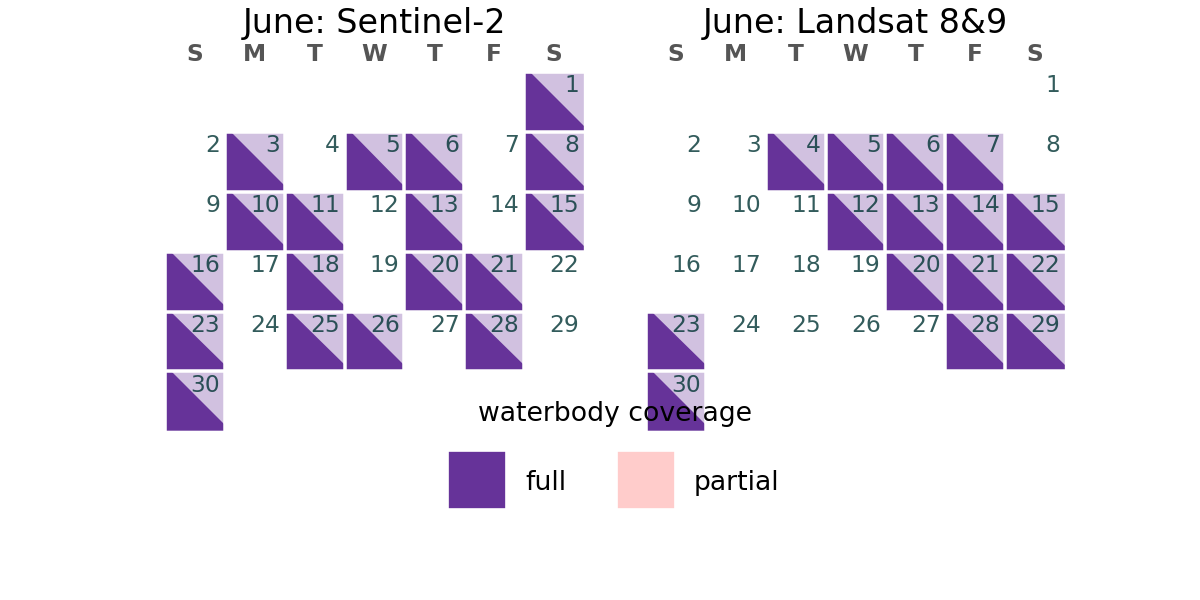 June: Sentinel-2
S M T W T F S
1
2 3 4 5 6 7 8
9 10 11 12 13 14 15
16 17 18 19 20 21 22
23 24 25 26 27 28 29
30
June: Landsat 8&9
S M T W T F S
1
2 3 4 5 6 7 8
9 10 11 12 13 14 15
16 17 18 19 20 21 22
23 24 25 26 27 28 29
30
waterbody coverage
full partial